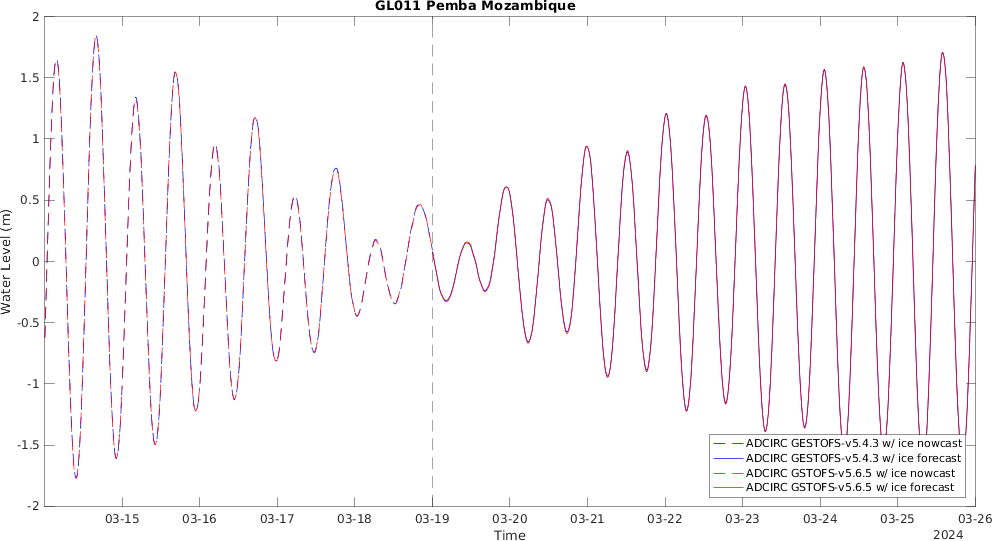 GL011 Pemba Mozambique
2
1.5
1
0.5
0
-0.5
-1
-1.5
-2
Water Level (m)
ADCIRC GESTOFS-v5.4.3 w/ ice nowcast
ADCIRC GESTOFS-v5.4.3 w/ ice forecast
ADCIRC GSTOFS-v5.6.5 w/ ice nowcast
ADCIRC GSTOFS-v5.6.5 w/ ice forecast
03-15 03-16 03-17 03-18 03-19 03-20 03-21 03-22 03-23 03-24 03-25 03-26
Time
2024